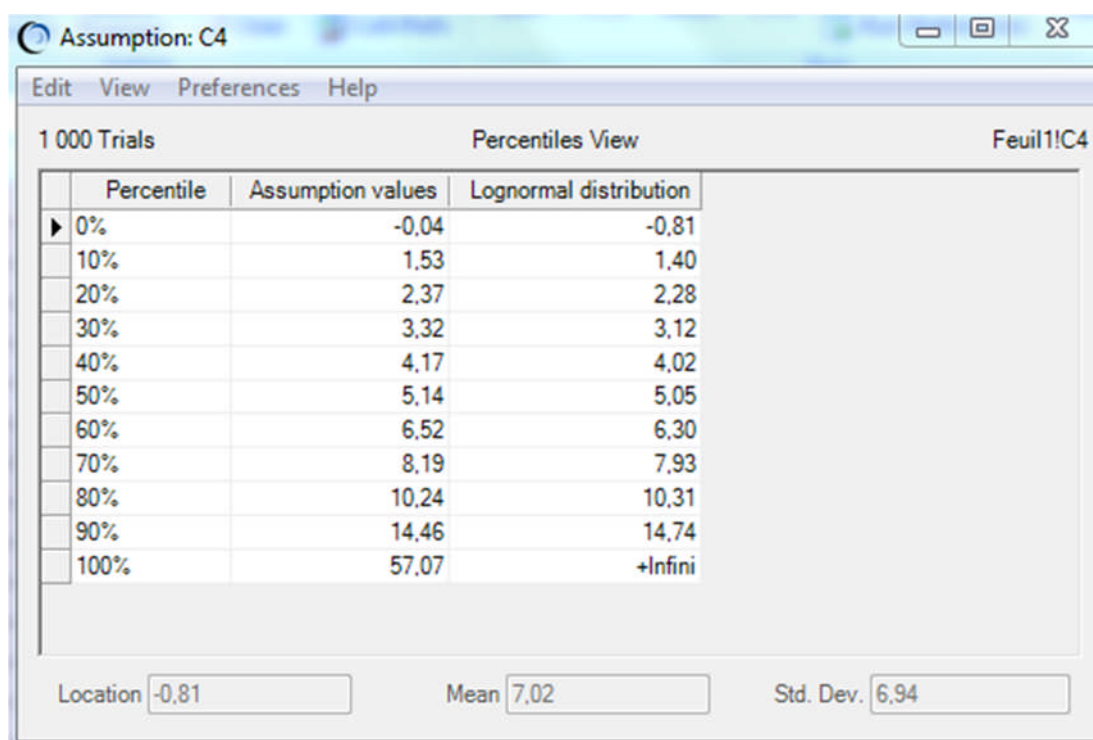 Assumption: C4
Edit View Preferences Help
1 000 Trials Percentiles View Feuil1!C4
Percentile Assumption values Lognormal distribution
0% -0,04 -0,81
10% 1,53 1,40
20% 2,37 2,28
30% 3,32 3,12
40% 4,17 4,02
50% 5,14 5,05
60% 6,52 6,30
70% 8,19 7,93
80% 10,24 10,31
90% 14,46 14,74
100% 57,07 +Infini
Location -0,81 Mean 7,02 Std. Dev. 6,94